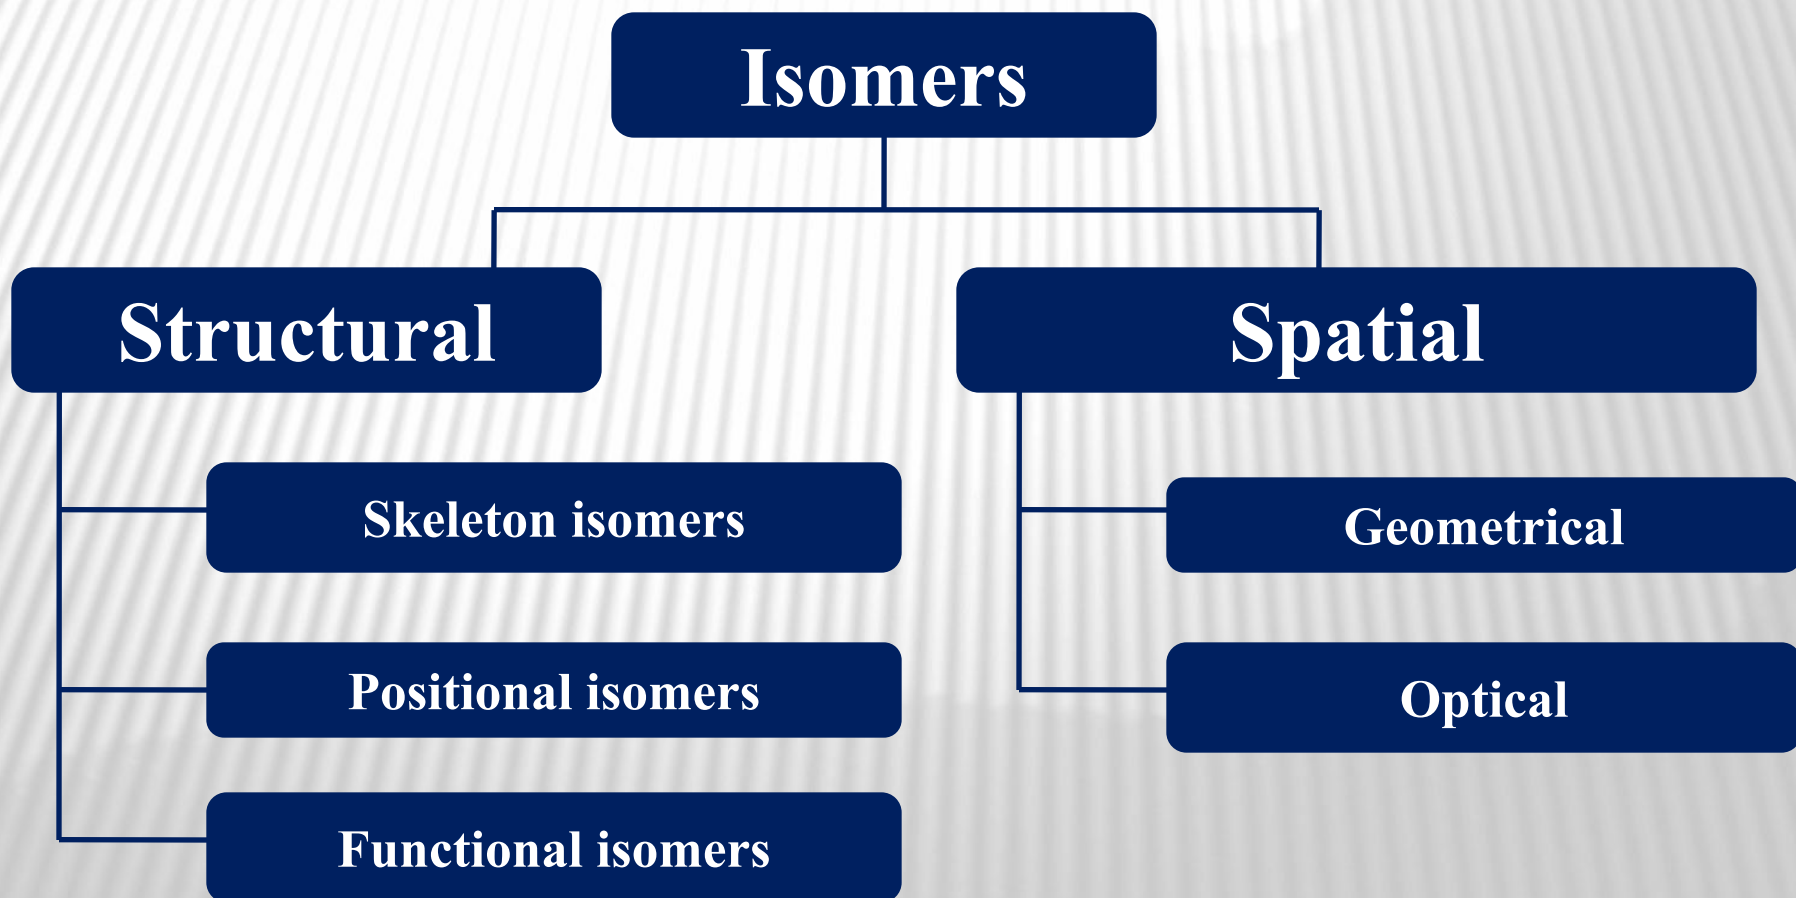 Isomers
Structural
Spatial
Skeleton isomers
Geometrical
Positional isomers
Optical
Functional isomers